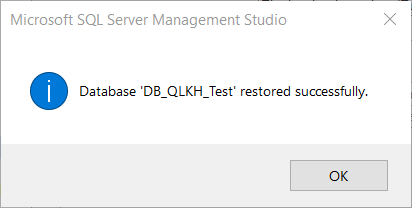 Microsoft SQL Server Management Studio
Database 'DB_QLKH_Test' restored successfully.
OK